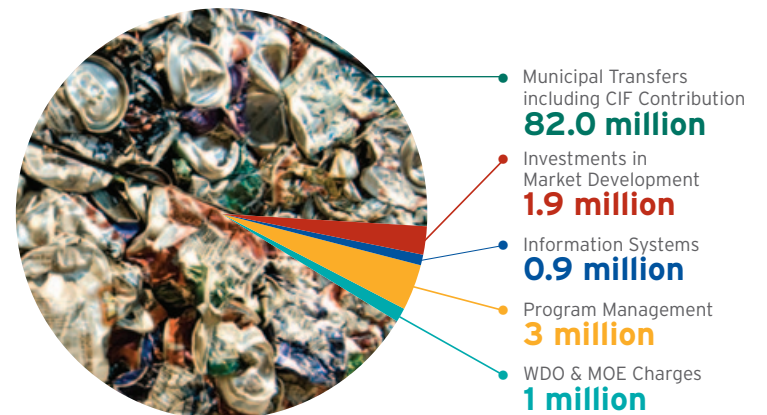 Municipal Transfers
including CIF Contribution
82.0 million
Investments in
Market Development
1.9 million
Information Systems
0.9 million
Program Management
3 million
WDO & MOE Charges
1 million